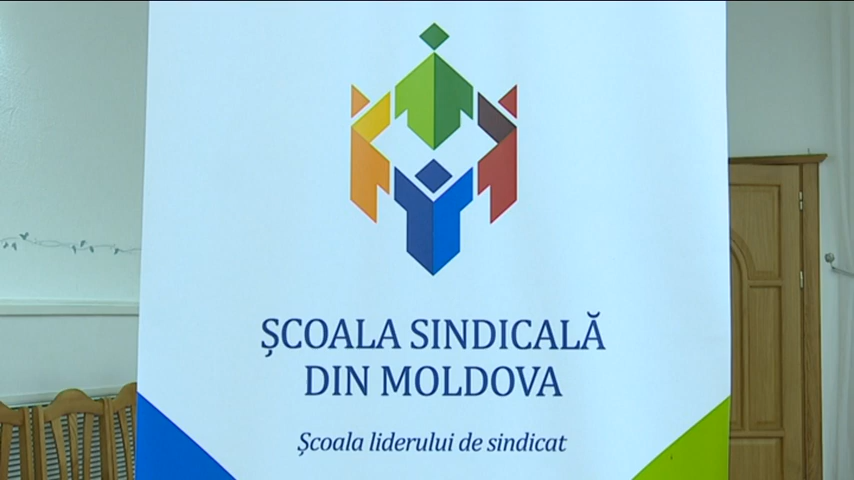 ȘCOALA SINDICALĂ
DIN MOLDOVA
Școala liderului de sindicat